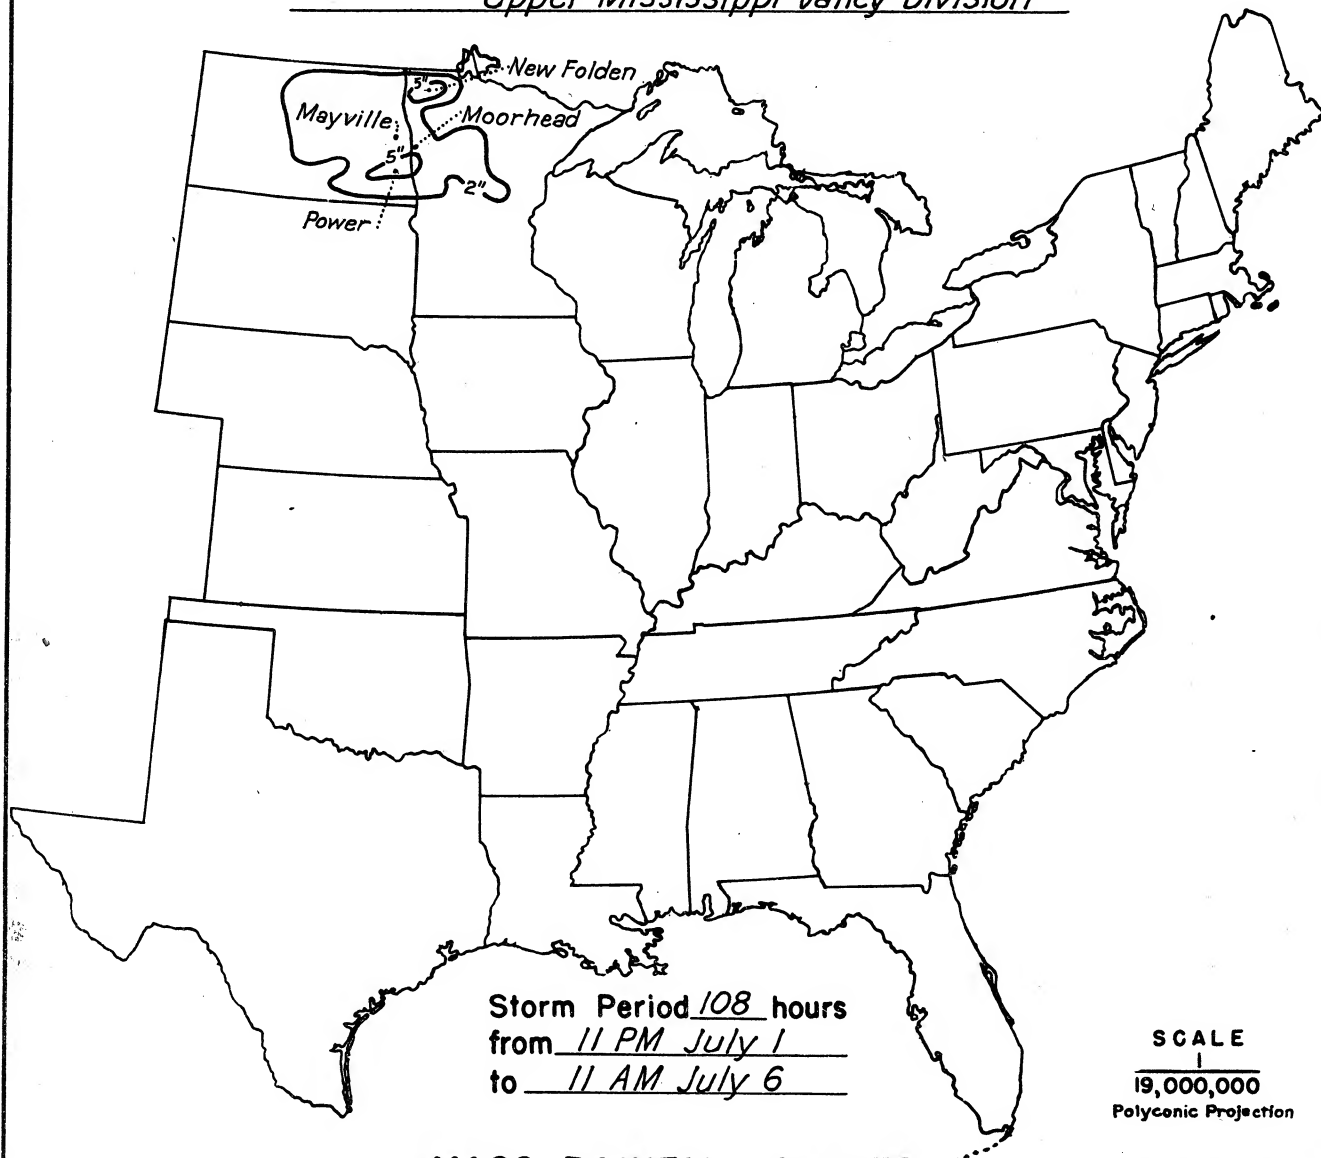 Upper Mississippi Valley Division
New Folden
5"
Mayville
Moorhead
5"
2"
Power
Storm Period 108 hours
from 11 PM July 1
to 11 AM July 6
SCALE
1
19,000,000
Polyconic Projection